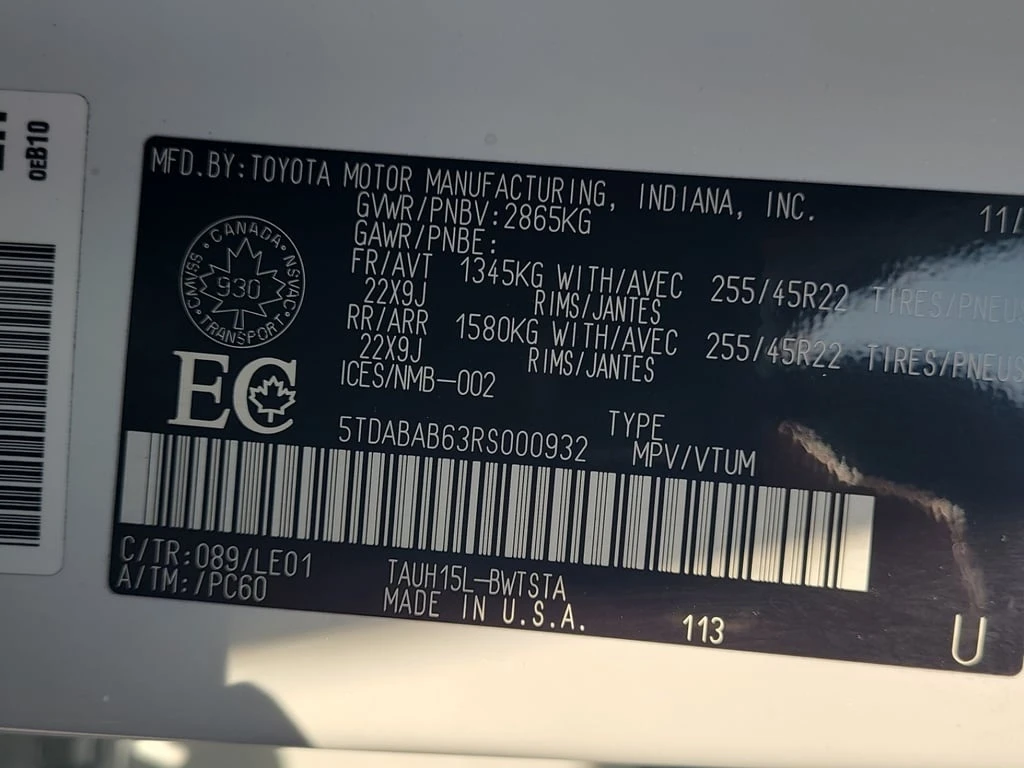 0EB10
MFD.BY:TOYOTA MOTOR MANUFACTURING, INDIANA, INC. 11/
GVWR/PNBV:2865KG
GAWR/PNBE:
FR/AVT 1345KG WITH/AVEC 255/45R22 TIRES/PNEUS
22X9J RIMS/JANTES
RR/ARR 1580KG WITH/AVEC 255/45R22 TIRES/PNEUS
22X9J RIMS/JANTES
ICES/NMB-002
CANADA
CMVSS 930 NSVAC
TRANSPORT
EC
5TDABAB63RS000932 TYPE
MPV/VTUM
C/TR:089/LE01
A/TM:/PC60
TAUH15L-BWTSTA
MADE IN U.S.A.
113
U